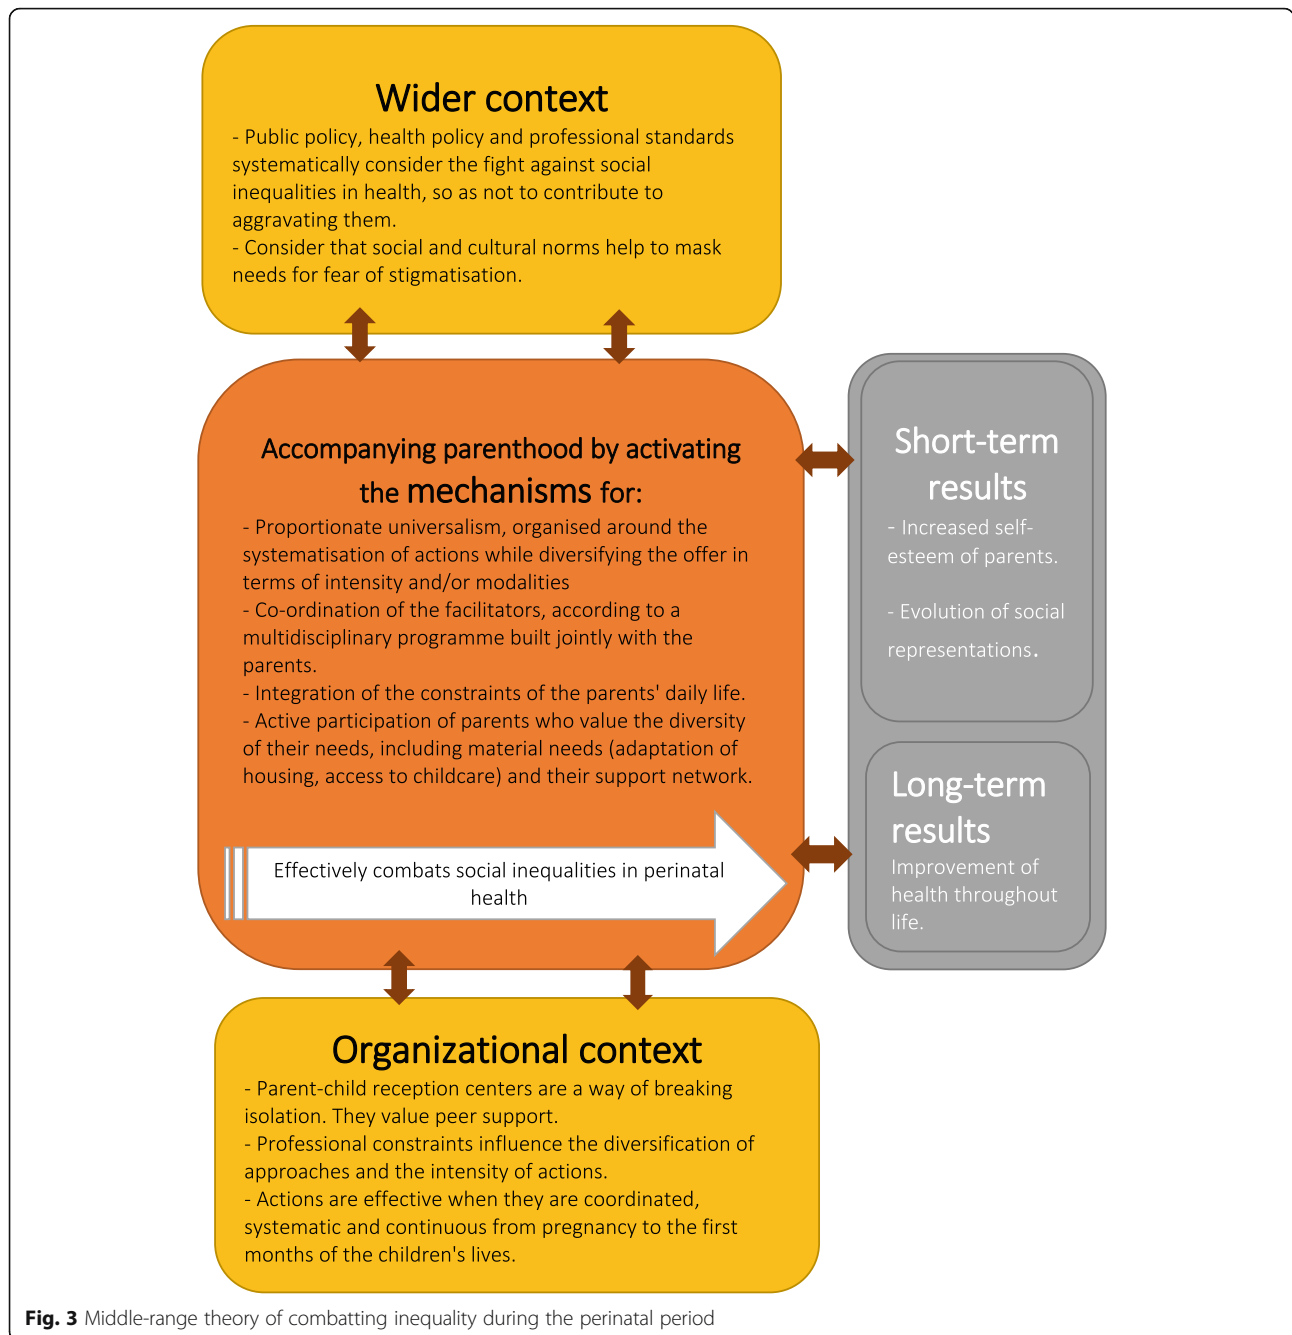 Wider context
- Public policy, health policy and professional standards
systematically consider the fight against social
inequalities in health, so as not to contribute to
aggravating them.
- Consider that social and cultural norms help to mask
needs for fear of stigmatisation.
Accompanying parenthood by activating
the mechanisms for:
- Proportionate universalism, organised around the
systematisation of actions while diversifying the offer in
terms of intensity and/or modalities
- Co-ordination of the facilitators, according to a
multidisciplinary programme built jointly with the
parents.
- Integration of the constraints of the parents' daily life.
- Active participation of parents who value the diversity
of their needs, including material needs (adaptation of
housing, access to childcare) and their support network.
Effectively combats social inequalities in perinatal
health
Short-term
results
- Increased self-
esteem of parents.
- Evolution of social
representations.
Long-term
results
Improvement of
health throughout
life.
Organizational context
- Parent-child reception centers are a way of breaking
isolation. They value peer support.
- Professional constraints influence the diversification of
approaches and the intensity of actions.
- Actions are effective when they are coordinated,
systematic and continuous from pregnancy to the first
months of the children's lives.
Fig. 3 Middle-range theory of combatting inequality during the perinatal period